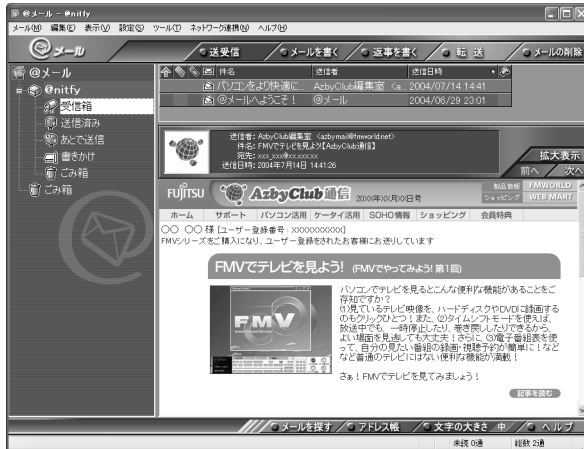 @メール - @nifty
メール(M) 編集(E) 表示(V) 設定(S) ツール(T) ネットワーク連携(N) ヘルプ(H)
@メール 送受信 メールを書く 返事を書く 転送 メールの削除
@メール
@nifty
受信箱
送信済み
あとで送信
書きかけ
ごみ箱
ごみ箱
件名 送信者 送信日時
パソコンをより快適に... AzbyClub編集室 <a... 2004/07/14 14:41
@メールへようこそ! @メール 2004/06/29 23:01
送信者: AzbyClub編集室 <azbymail@fmworld.net>
件名: FMVでテレビを見よう!【AzbyClub通信】
宛先: xxx_xxx@xx.xxx.xx
送信日時: 2004年7月14日 14:41:26
拡大表示
前へ 次へ
FUJITSU AzbyClub通信 20XX年XX月XX日号
製品情報 FMWORLD
ショッピング WEB MART
ホーム サポート パソコン活用 ケータイ活用 SOHO情報 ショッピング 会員特典
○○ ○○ 様 [ユーザー登録番号:XXXXXXXXXX]
FMVシリーズをご購入になり、ユーザー登録をされたお客様にお送りしています
FMVでテレビを見よう! (FMVでやってみよう!第1回)
FMV
パソコンでテレビを見るとこんな便利な機能があることをご
存知ですか?
(1)見ているテレビ映像を、ハードディスクやDVDに録画する
のもクリックひとつ!また、(2)タイムシフトモードを使えば、
放送中でも、一時停止したり、巻き戻ししたりできるから、
よい場面を見逃しても大丈夫!さらに、(3)電子番組表を使
って、自分の見たい番組の録画・視聴予約が簡単に!など
など普通のテレビにはない便利な機能が満載!
さぁ!FMVでテレビを見てみましょう!
記事を読む
メールを探す アドレス帳 文字の大きさ 中 ヘルプ
未読 0通 総数 2通